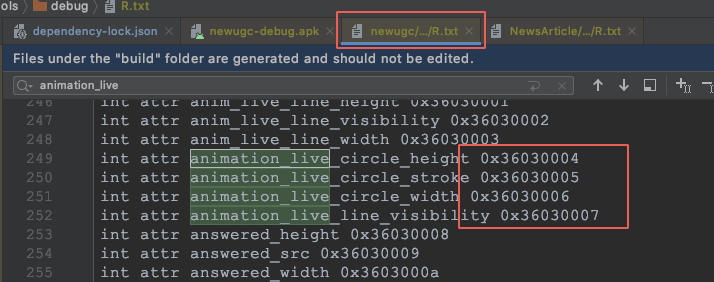 ols debug R.txt
dependency-lock.json newugc-debug.apk newugc/.../R.txt NewsArticle/.../R.txt
Files under the "build" folder are generated and should not be edited.
animation_live
246 int attr anim_live_line_height 0x36030001
247 int attr anim_live_line_visibility 0x36030002
248 int attr anim_live_line_width 0x36030003
249 int attr animation_live_circle_height 0x36030004
250 int attr animation_live_circle_stroke 0x36030005
251 int attr animation_live_circle_width 0x36030006
252 int attr animation_live_line_visibility 0x36030007
253 int attr answered_height 0x36030008
254 int attr answered_src 0x36030009
255 int attr answered_width 0x3603000a